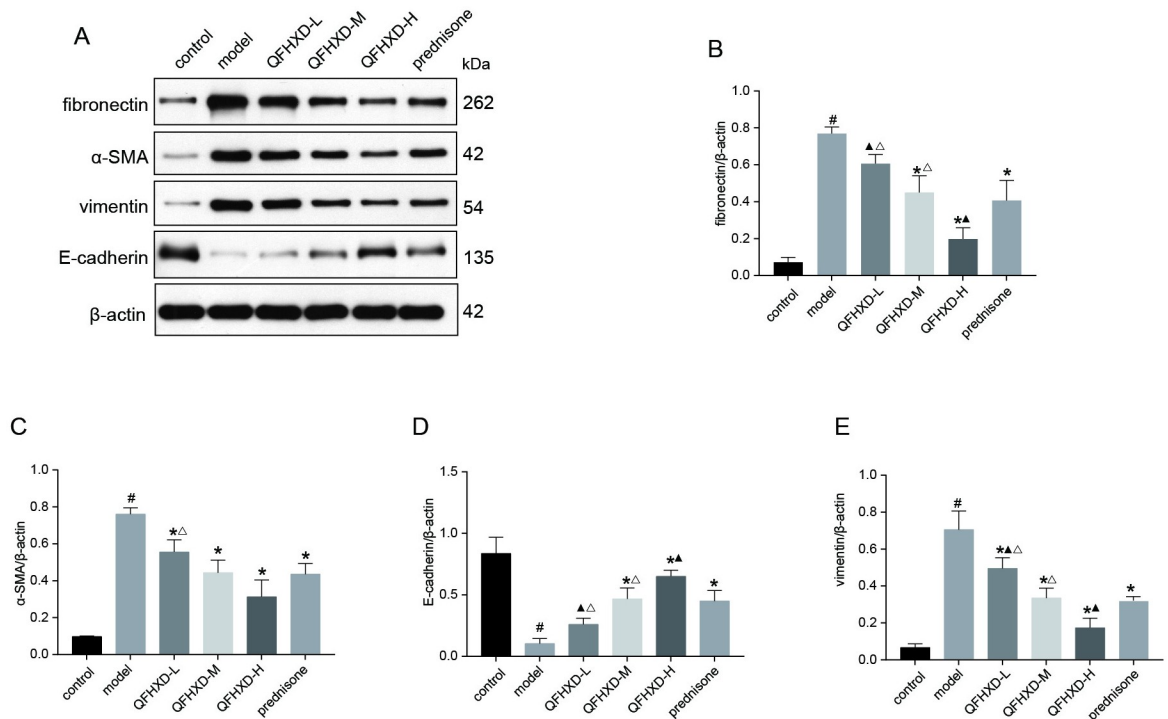 A
control model QFHXD-L QFHXD-M QFHXD-H prednisone
kDa
fibronectin 262
α-SMA 42
vimentin 54
E-cadherin 135
β-actin 42
B
fibronectin/β-actin
1.0
0.8
0.6
0.4
0.2
0.0
#
▲△
*△
*▲
*
control model QFHXD-L QFHXD-M QFHXD-H prednisone
C
α-SMA/β-actin
1.0
0.8
0.6
0.4
0.2
0.0
#
*△
*
*
*
control model QFHXD-L QFHXD-M QFHXD-H prednisone
D
E-cadherin/β-actin
1.5
1.0
0.5
0.0
#
▲△
*△
*▲
*
control model QFHXD-L QFHXD-M QFHXD-H prednisone
E
vimentin/β-actin
1.0
0.8
0.6
0.4
0.2
0.0
#
*▲△
*△
*▲
*
control model QFHXD-L QFHXD-M QFHXD-H prednisone